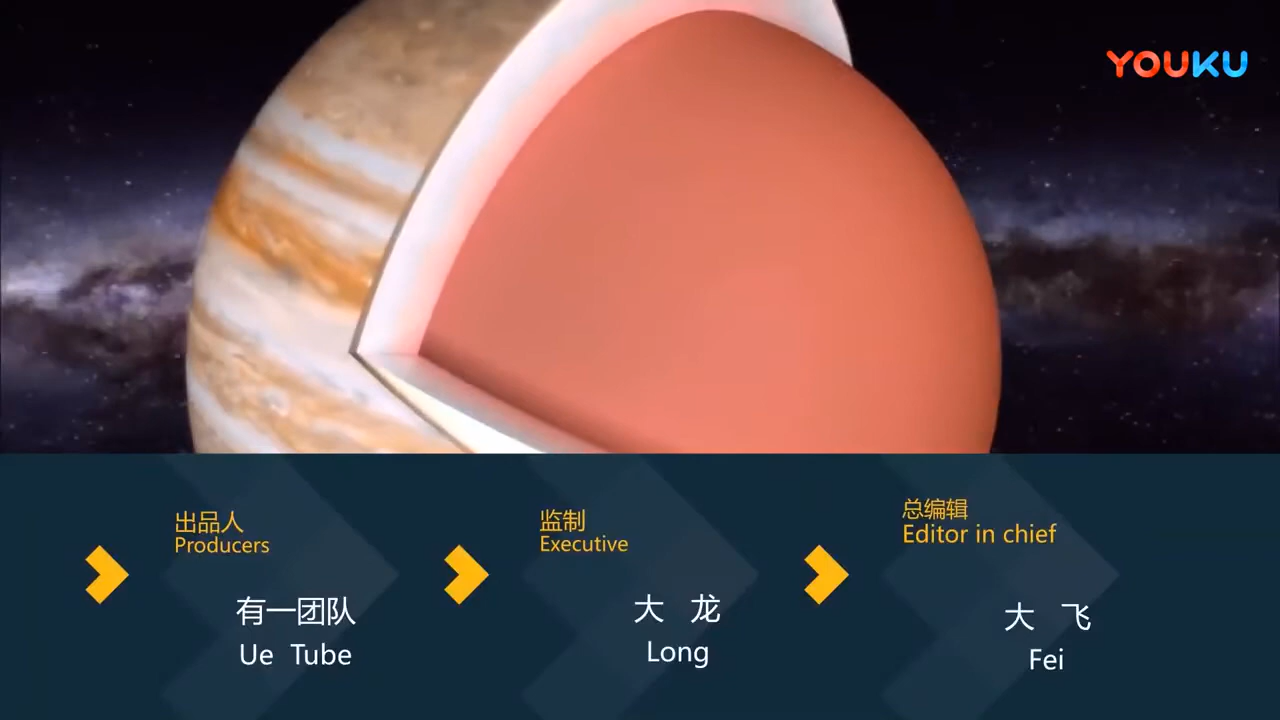 YOUKU
出品人
Producers
有一团队
Ue Tube
监制
Executive
大 龙
Long
总编辑
Editor in chief
大 飞
Fei